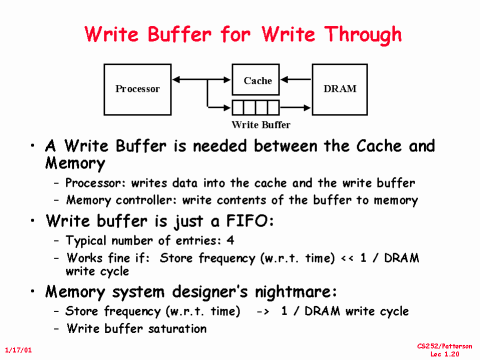 Write Buffer for Write Through
Processor
Cache
DRAM
Write Buffer
• A Write Buffer is needed between the Cache and
Memory
– Processor: writes data into the cache and the write buffer
– Memory controller: write contents of the buffer to memory
• Write buffer is just a FIFO:
– Typical number of entries: 4
– Works fine if: Store frequency (w.r.t. time) << 1 / DRAM
write cycle
• Memory system designer's nightmare:
– Store frequency (w.r.t. time) -> 1 / DRAM write cycle
– Write buffer saturation
1/17/01
CS252/Patterson
Lec 1.20